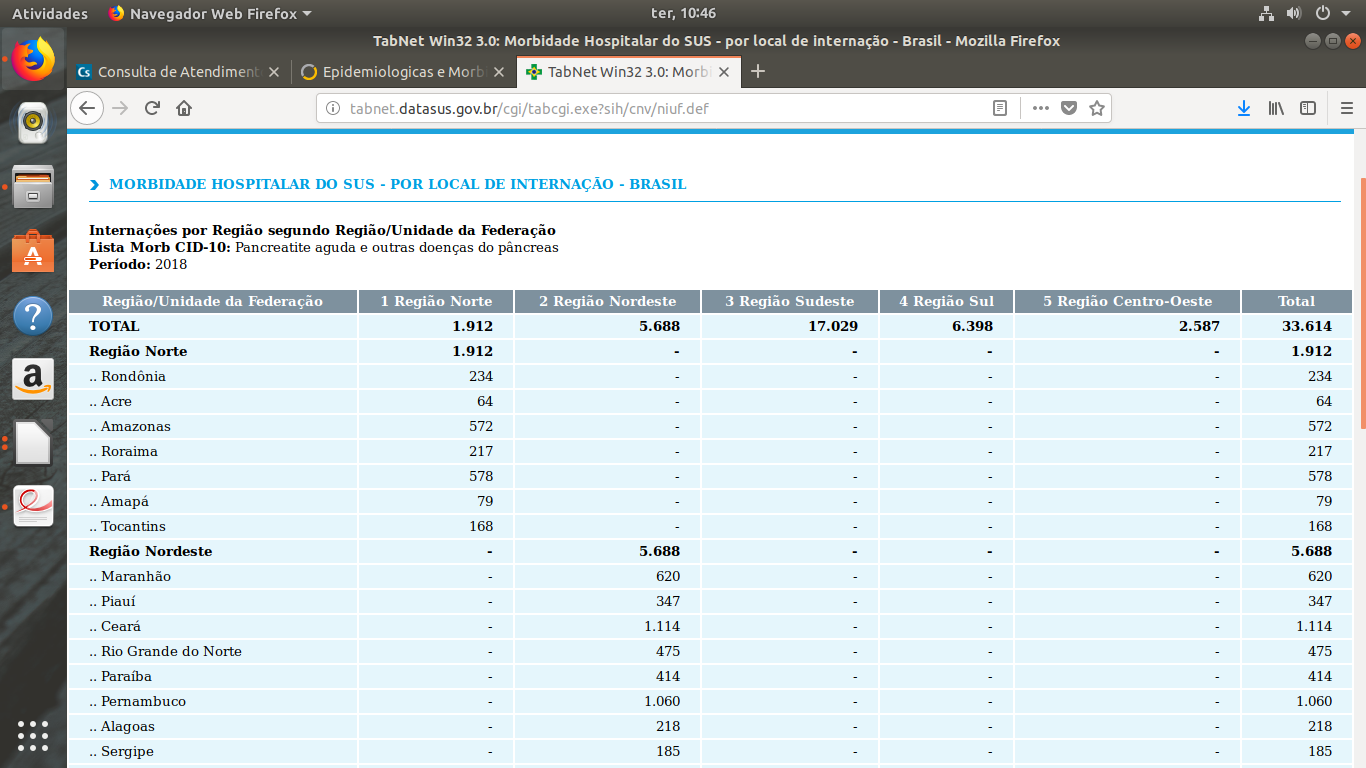 Atividades Navegador Web Firefox ter, 10:46
TabNet Win32 3.0: Morbidade Hospitalar do SUS - por local de internação - Brasil - Mozilla Firefox
Cs Consulta de Atendiment Epidemiologicas e Morb TabNet Win32 3.0: Morbi
tabnet.datasus.gov.br/cgi/tabcgi.exe?sih/cnv/niuf.def
MORBIDADE HOSPITALAR DO SUS - POR LOCAL DE INTERNAÇÃO - BRASIL
Internações por Região segundo Região/Unidade da Federação
Lista Morb CID-10: Pancreatite aguda e outras doenças do pâncreas
Período: 2018
Região/Unidade da Federação 1 Região Norte 2 Região Nordeste 3 Região Sudeste 4 Região Sul 5 Região Centro-Oeste Total
TOTAL 1.912 5.688 17.029 6.398 2.587 33.614
Região Norte 1.912 - - - - 1.912
.. Rondônia 234 - - - - 234
.. Acre 64 - - - - 64
.. Amazonas 572 - - - - 572
.. Roraima 217 - - - - 217
.. Pará 578 - - - - 578
.. Amapá 79 - - - - 79
.. Tocantins 168 - - - - 168
Região Nordeste - 5.688 - - - 5.688
.. Maranhão - 620 - - - 620
.. Piauí - 347 - - - 347
.. Ceará - 1.114 - - - 1.114
.. Rio Grande do Norte - 475 - - - 475
.. Paraíba - 414 - - - 414
.. Pernambuco - 1.060 - - - 1.060
.. Alagoas - 218 - - - 218
.. Sergipe - 185 - - - 185